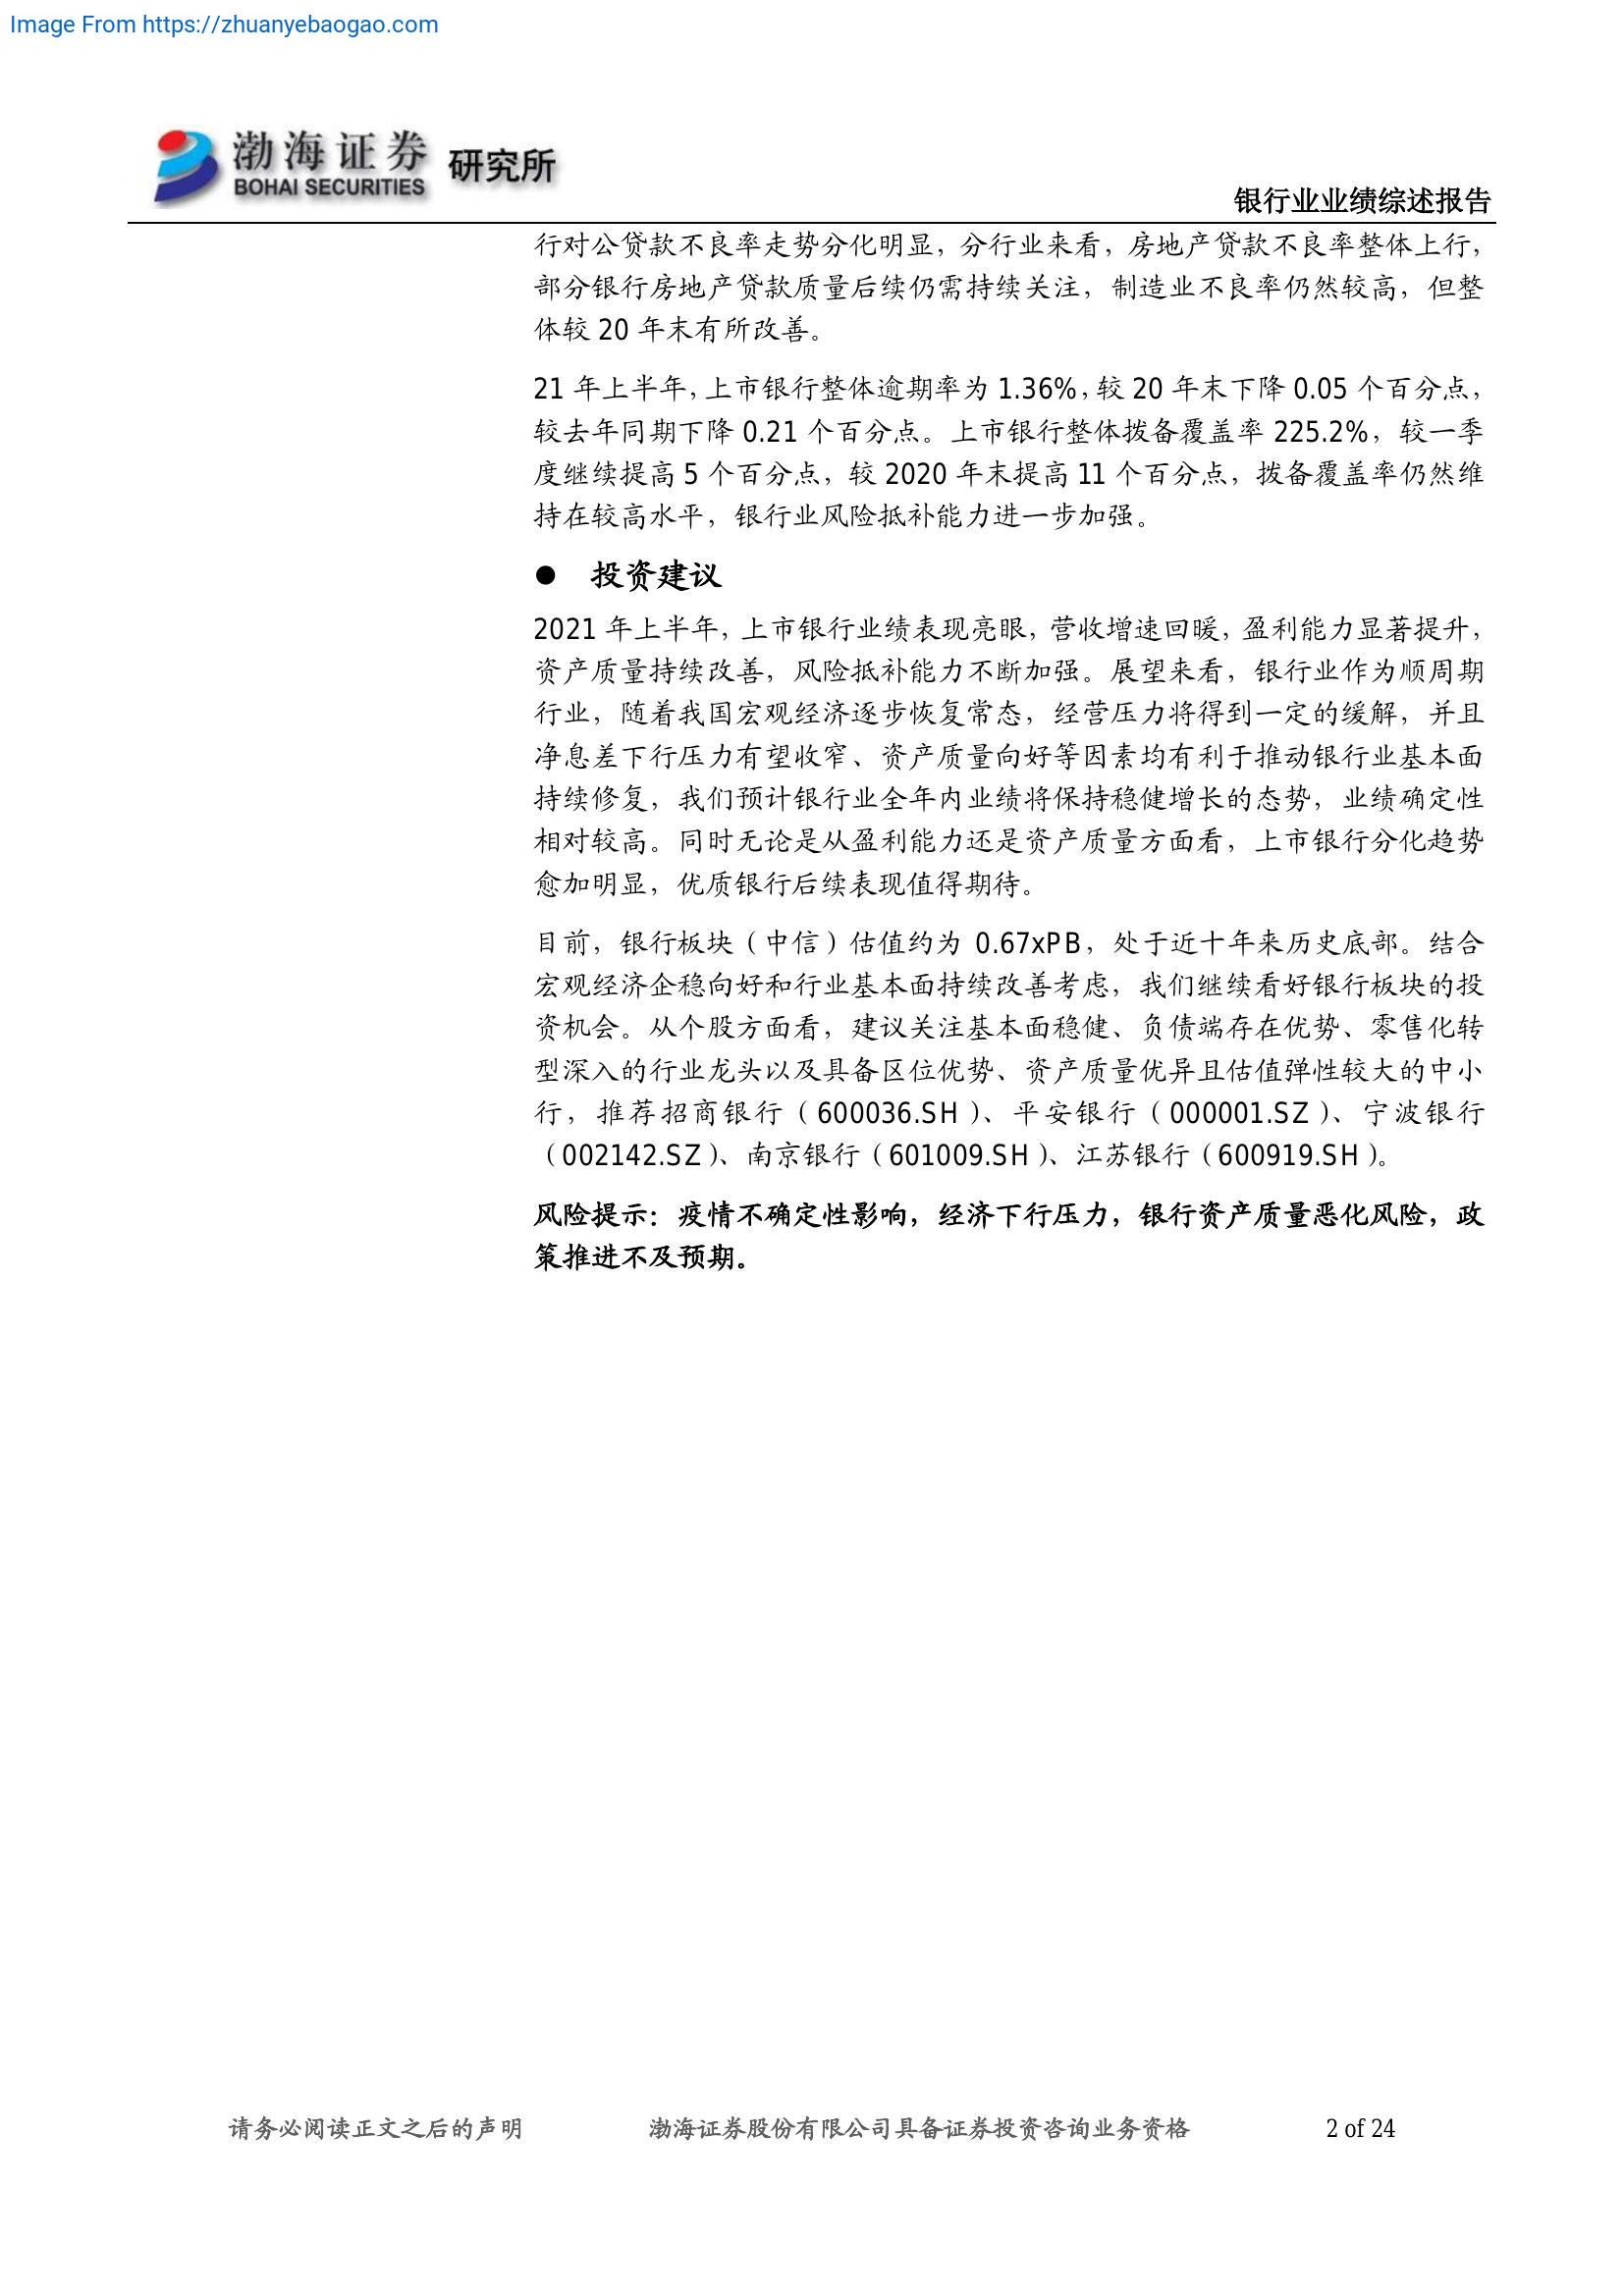 Image From https://zhuanyebaogao.com
渤海证券 研究所
BOHAI SECURITIES
银行业业绩综述报告
行对公贷款不良率走势分化明显，分行业来看，房地产贷款不良率整体上行，
部分银行房地产贷款质量后续仍需持续关注，制造业不良率仍然较高，但整
体较 20 年末有所改善。
21 年上半年，上市银行整体逾期率为 1.36%，较 20 年末下降 0.05 个百分点，
较去年同期下降 0.21 个百分点。上市银行整体拨备覆盖率 225.2%，较一季
度继续提高 5 个百分点，较 2020 年末提高 11 个百分点，拨备覆盖率仍然维
持在较高水平，银行业风险抵补能力进一步加强。
● 投资建议
2021 年上半年，上市银行业绩表现亮眼，营收增速回暖，盈利能力显著提升，
资产质量持续改善，风险抵补能力不断加强。展望来看，银行业作为顺周期
行业，随着我国宏观经济逐步恢复常态，经营压力将得到一定的缓解，并且
净息差下行压力有望收窄、资产质量向好等因素均有利于推动银行业基本面
持续修复，我们预计银行业全年内业绩将保持稳健增长的态势，业绩确定性
相对较高。同时无论是从盈利能力还是资产质量方面看，上市银行分化趋势
愈加明显，优质银行后续表现值得期待。
目前，银行板块（中信）估值约为 0.67xPB，处于近十年来历史底部。结合
宏观经济企稳向好和行业基本面持续改善考虑，我们继续看好银行板块的投
资机会。从个股方面看，建议关注基本面稳健、负债端存在优势、零售化转
型深入的行业龙头以及具备区位优势、资产质量优异且估值弹性较大的中小
行，推荐招商银行（600036.SH）、平安银行（000001.SZ）、宁波银行
（002142.SZ）、南京银行（601009.SH）、江苏银行（600919.SH）。
风险提示：疫情不确定性影响，经济下行压力，银行资产质量恶化风险，政
策推进不及预期。
请务必阅读正文之后的声明 渤海证券股份有限公司具备证券投资咨询业务资格 2 of 24